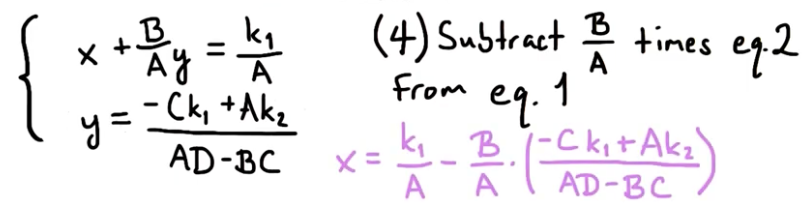 x + B/A y = k₁/A
y = (-Ck₁ + Ak₂)/(AD-BC)
(4) Subtract B/A times eq.2
From eq. 1
x = k₁/A - B/A · ((-Ck₁ + Ak₂)/(AD-BC))